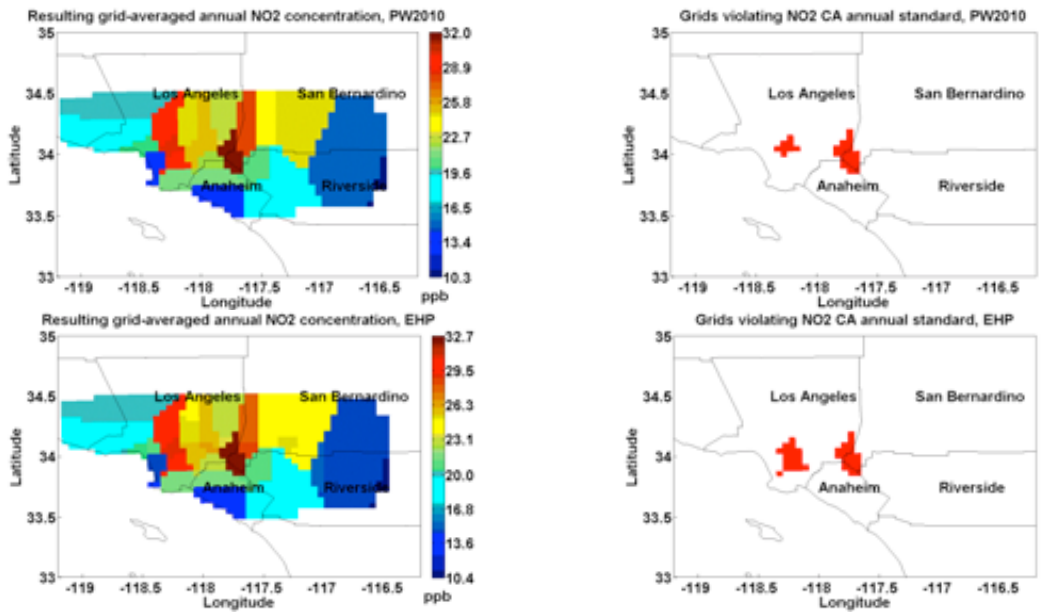 Resulting grid-averaged annual NO2 concentration, PW2010
35
34.5
34
33.5
33
Latitude
Los Angeles
San Bernardino
Anaheim
Riverside
-119
-118.5
-118
-117.5
-117
-116.5
Longitude
32.0
28.9
25.8
22.7
19.6
16.5
13.4
10.3
ppb
Grids violating NO2 CA annual standard, PW2010
35
34.5
34
33.5
33
Latitude
Los Angeles
San Bernardino
Anaheim
Riverside
-119
-118.5
-118
-117.5
-117
-116.5
Longitude
Resulting grid-averaged annual NO2 concentration, EHP
35
34.5
34
33.5
33
Latitude
Los Angeles
San Bernardino
Anaheim
Riverside
-119
-118.5
-118
-117.5
-117
-116.5
Longitude
32.7
29.5
26.3
23.1
20.0
16.8
13.6
10.4
ppb
Grids violating NO2 CA annual standard, EHP
35
34.5
34
33.5
33
Latitude
Los Angeles
San Bernardino
Anaheim
Riverside
-119
-118.5
-118
-117.5
-117
-116.5
Longitude